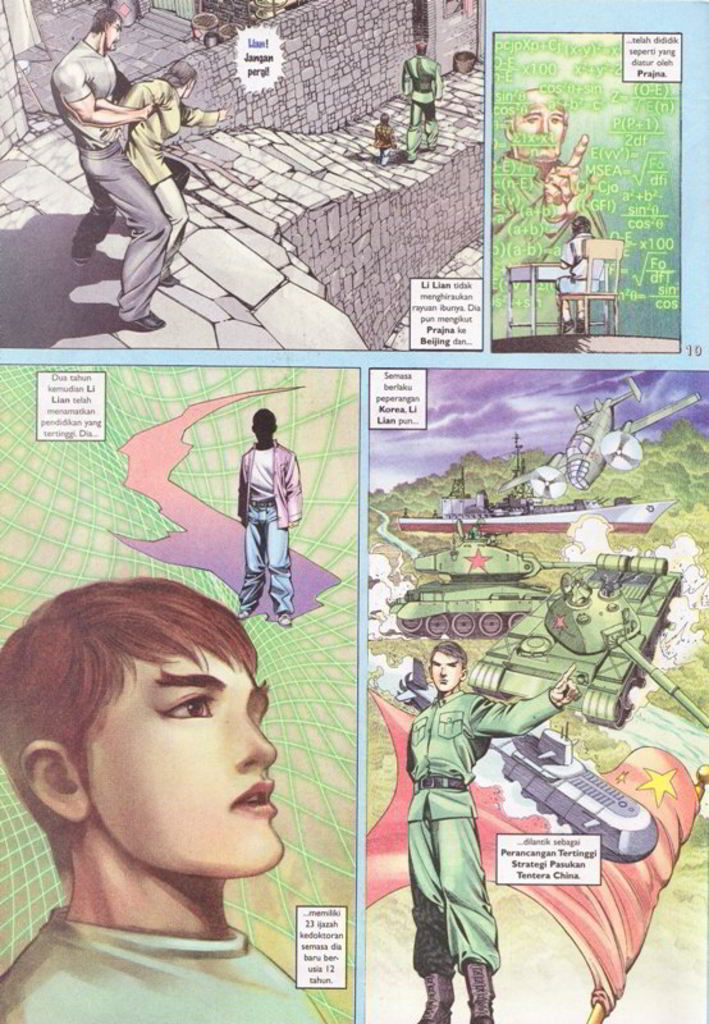 Lian!
Jangan
pergi!
Li Lian tidak
menghiraukan
rayuan ibunya. Dia
pun mengikut
Prajna ke
Beijing dan...
...telah dididik
seperti yang
diatur oleh
Prajna.
19
Dua tahun
kemudian Li
Lian telah
menamatkan
pendidikan yang
tertinggi. Dia...
...memiliki
23 ijazah
kedoktoran
semasa dia
baru ber-
usia 12
tahun.
Semasa
berlaku
peperangan
Korea, Li
Lian pun...
...dilantik sebagai
Perancangan Tertinggi
Strategi Pasukan
Tentera China.